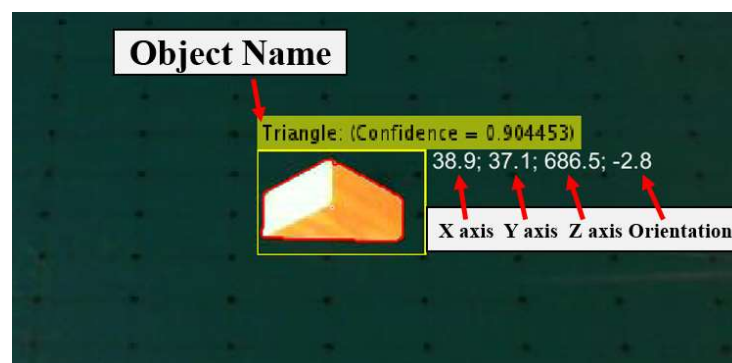 Object Name
Triangle: (Confidence = 0.904453)
38.9; 37.1; 686.5; -2.8
X axis Y axis Z axis Orientation